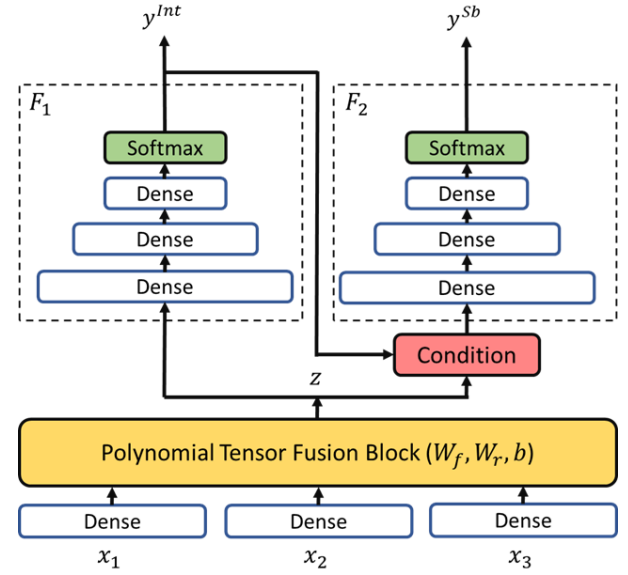 y^{Int} y^{Sb}
F_1 F_2
Softmax Softmax
Dense Dense
Dense Dense
Dense Dense
Condition
z
Polynomial Tensor Fusion Block (W_f, W_r, b)
Dense Dense Dense
x_1 x_2 x_3